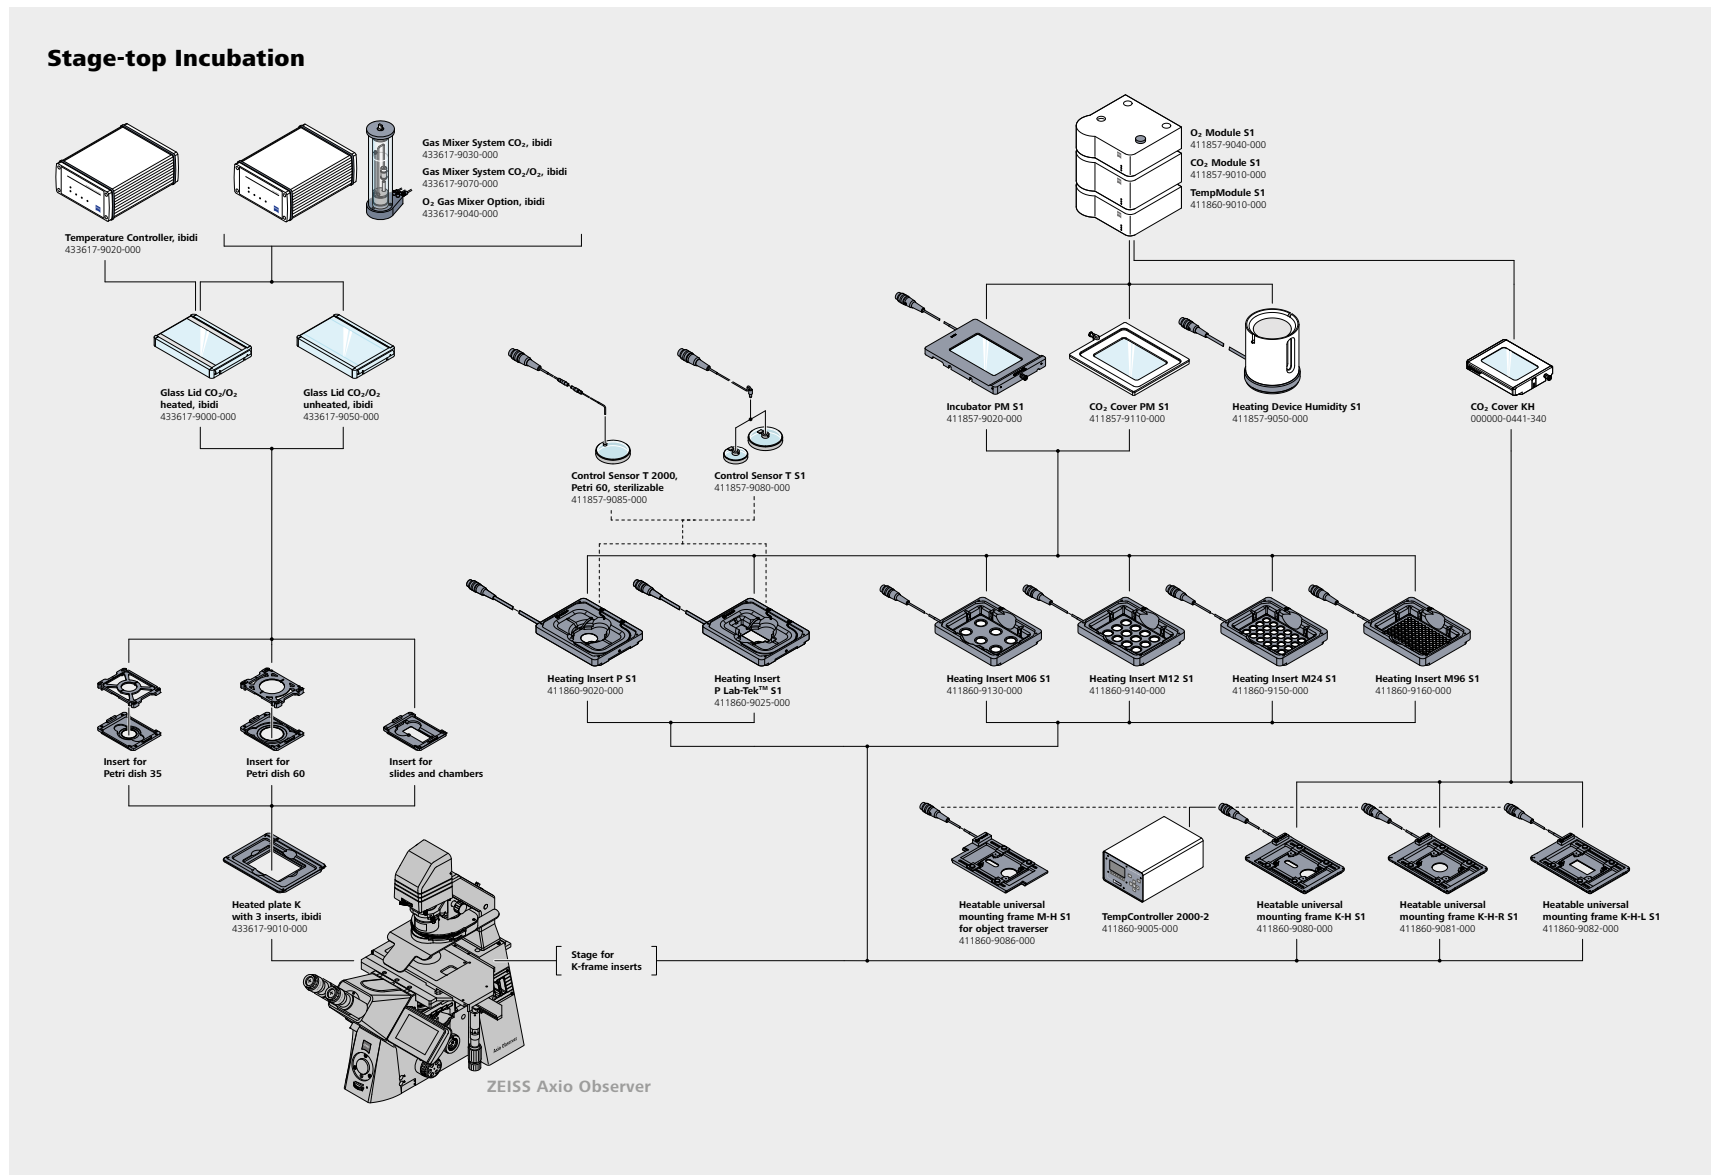 Stage-top Incubation
Gas Mixer System CO₂, ibidi
433617-9030-000
Gas Mixer System CO₂/O₂, ibidi
433617-9070-000
O₂ Gas Mixer Option, ibidi
433617-9040-000
Temperature Controller, ibidi
433617-9020-000
O₂ Module S1
411857-9040-000
CO₂ Module S1
411857-9010-000
TempModule S1
411860-9010-000
Glass Lid CO₂/O₂
heated, ibidi
433617-9000-000
Glass Lid CO₂/O₂
unheated, ibidi
433617-9050-000
Control Sensor T 2000,
Petri 60, sterilizable
411857-9085-000
Control Sensor T S1
411857-9080-000
Incubator PM S1
411857-9020-000
CO₂ Cover PM S1
411857-9110-000
Heating Device Humidity S1
411857-9050-000
CO₂ Cover KH
000000-0441-340
Heating Insert P S1
411860-9020-000
Heating Insert
P Lab-Tek™ S1
411860-9025-000
Heating Insert M06 S1
411860-9130-000
Heating Insert M12 S1
411860-9140-000
Heating Insert M24 S1
411860-9150-000
Heating Insert M96 S1
411860-9160-000
Insert for
Petri dish 35
Insert for
Petri dish 60
Insert for
slides and chambers
Heated plate K
with 3 inserts, ibidi
433617-9010-000
Stage for
K-frame inserts
Heatable universal
mounting frame M-H S1
for object traverser
411860-9086-000
TempController 2000-2
411860-9005-000
Heatable universal
mounting frame K-H S1
411860-9080-000
Heatable universal
mounting frame K-H-R S1
411860-9081-000
Heatable universal
mounting frame K-H-L S1
411860-9082-000
Axio Observer
ZEISS Axio Observer